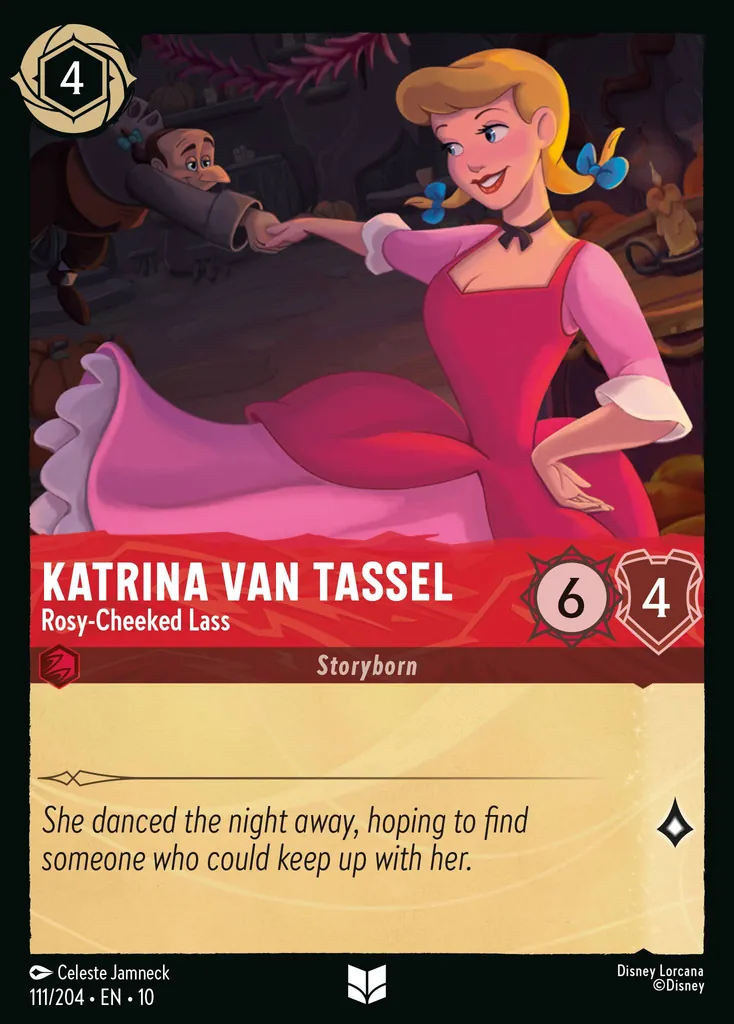 4
KATRINA VAN TASSEL
Rosy-Cheeked Lass
6
4
Storyborn
She danced the night away, hoping to find
someone who could keep up with her.
Celeste Jamneck
111/204 • EN • 10
Disney Lorcana
©Disney